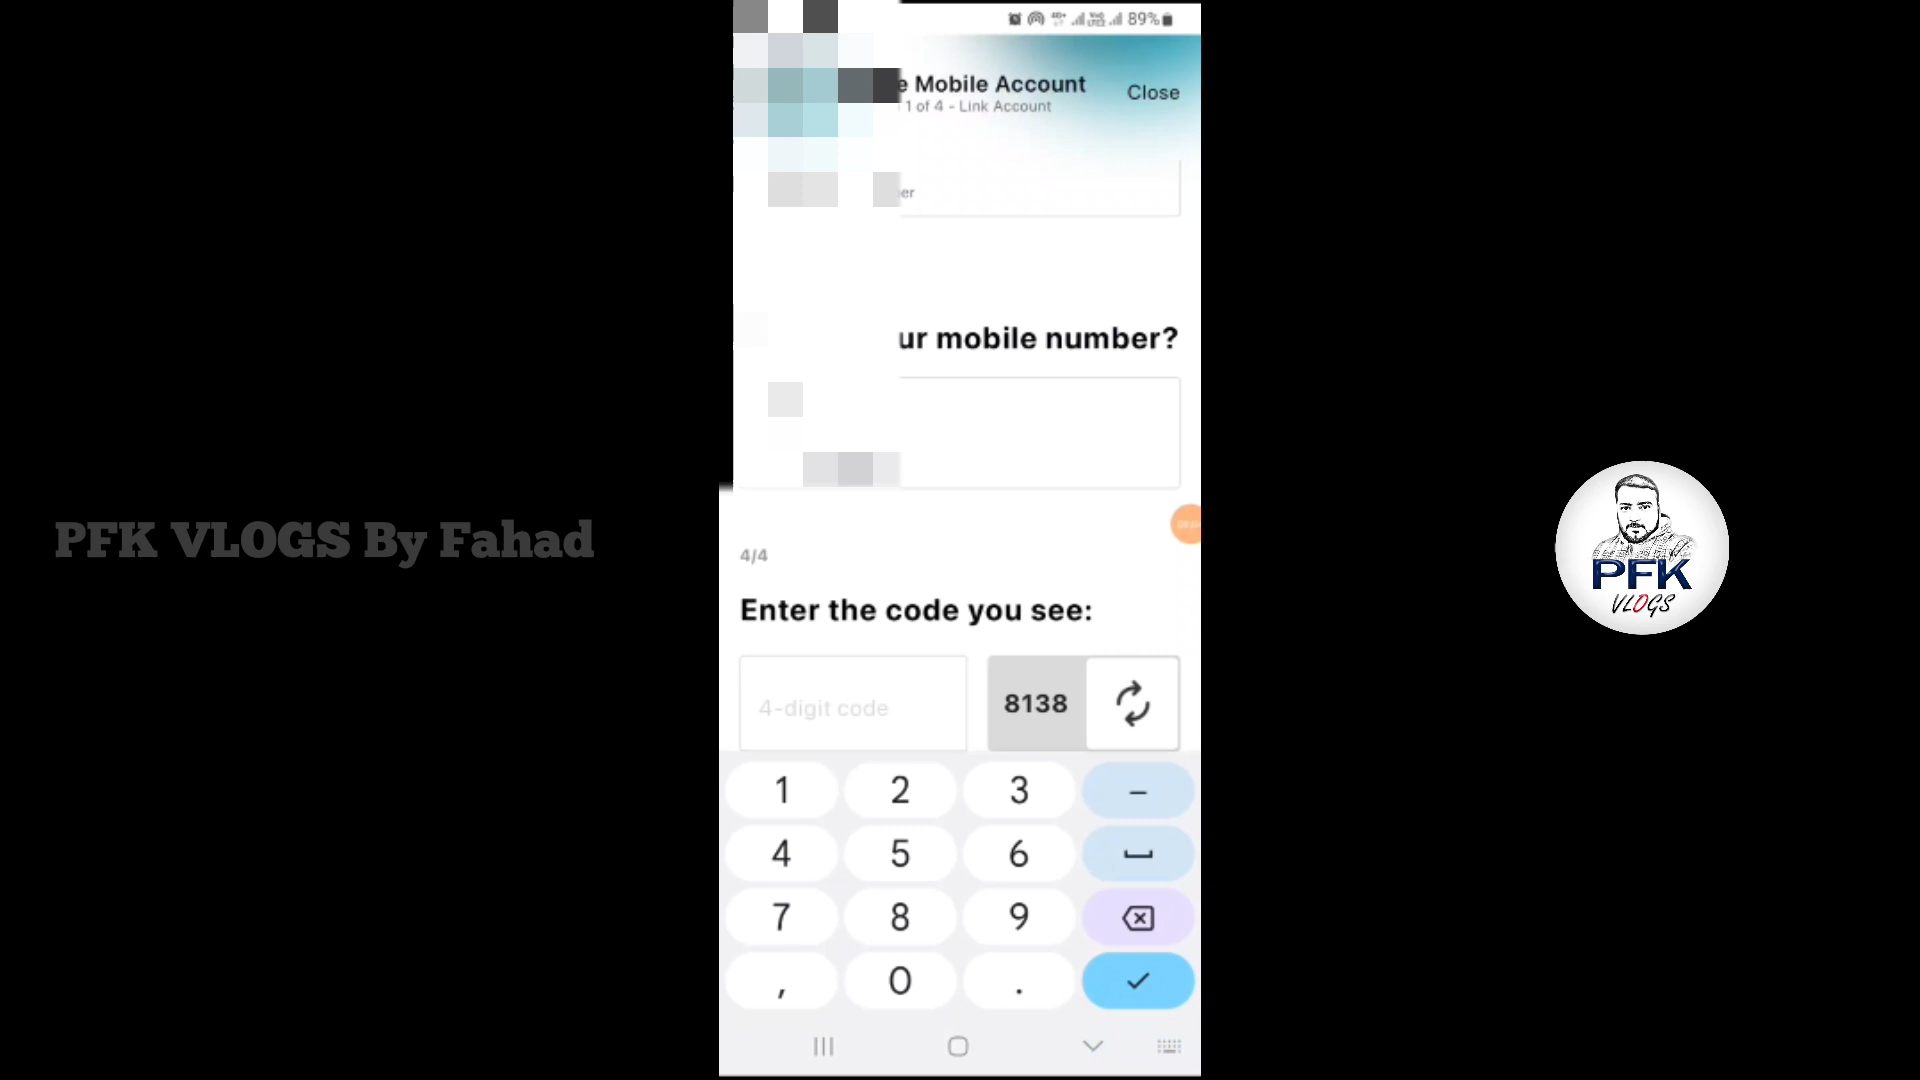 89%
e Mobile Account
1 of 4 - Link Account
Close
er
ur mobile number?
PFK VLOGS By Fahad
PFK
VLOGS
4/4
Enter the code you see:
4-digit code
8138
1 2 3 –
4 5 6
7 8 9
, 0 .